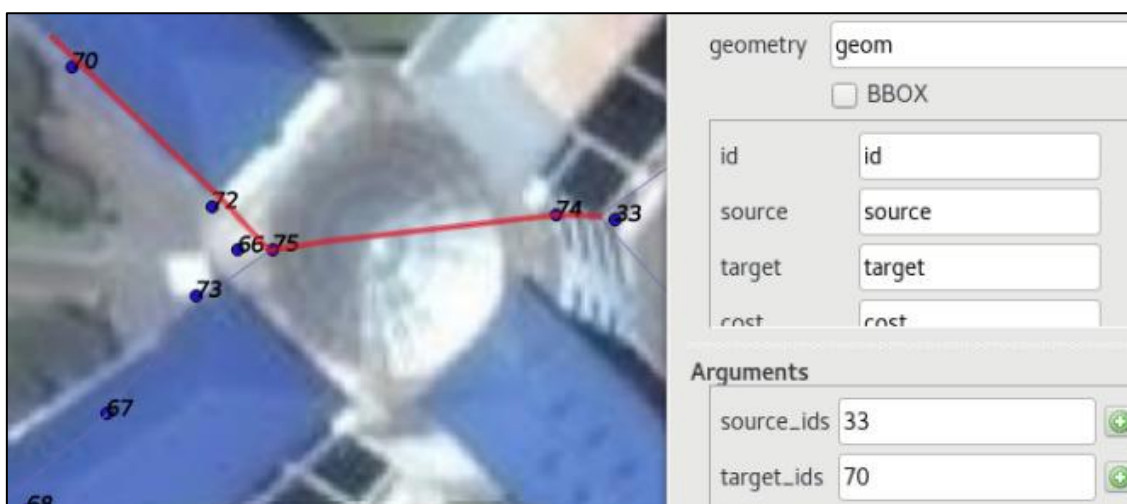 70
72
66 75
73
67
68
74 33
geometry geom
BBOX
id id
source source
target target
cost cost
Arguments
source_ids 33
target_ids 70